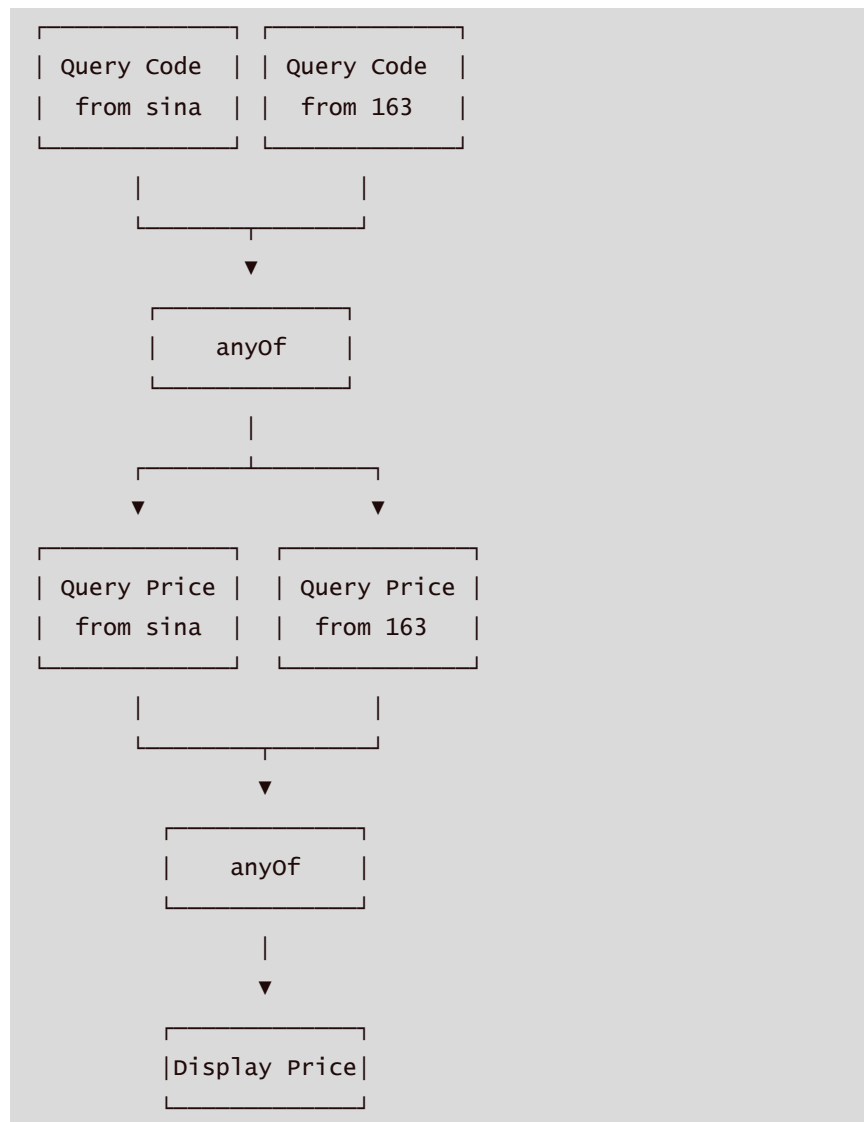 Query Code
from sina
Query Code
from 163
anyOf
Query Price
from sina
Query Price
from 163
anyOf
Display Price